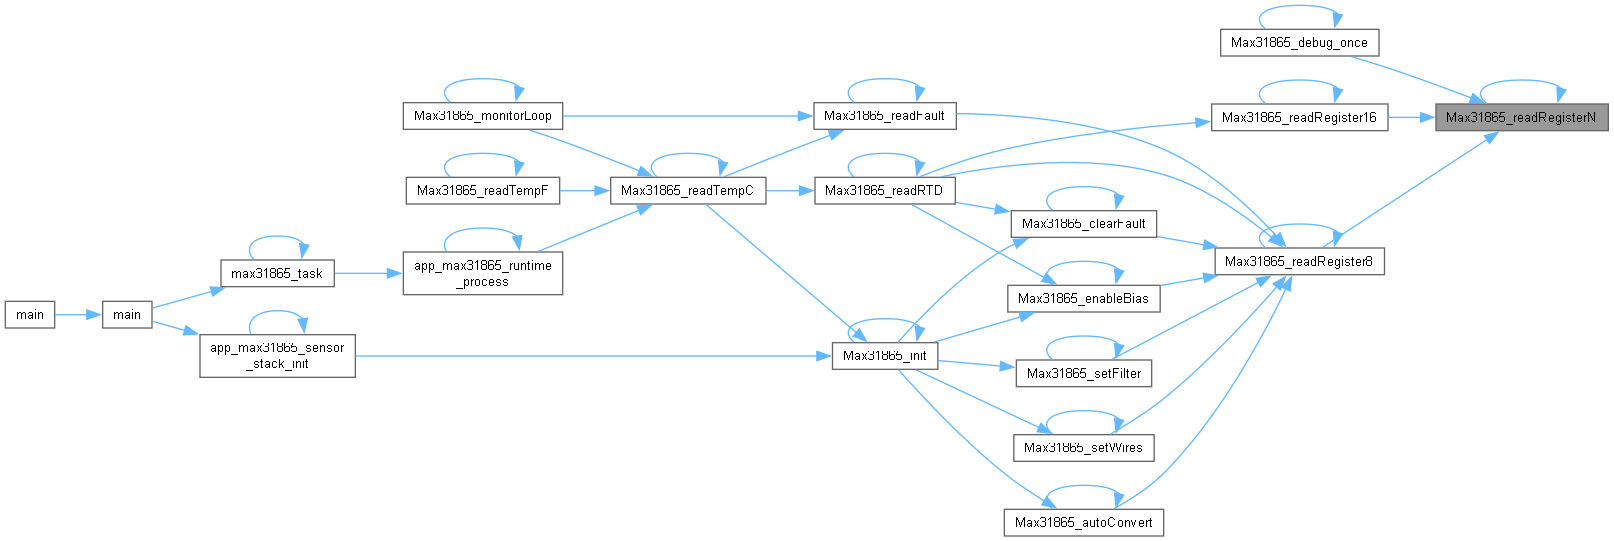 Max31865_debug_once
Max31865_monitorLoop
Max31865_readFault
Max31865_readRegister16
Max31865_readRegisterN
Max31865_readTempF
Max31865_readTempC
Max31865_readRTD
Max31865_clearFault
max31865_task
app_max31865_runtime
_process
Max31865_readRegister8
main
main
Max31865_enableBias
app_max31865_sensor
_stack_init
Max31865_init
Max31865_setFilter
Max31865_setWires
Max31865_autoConvert